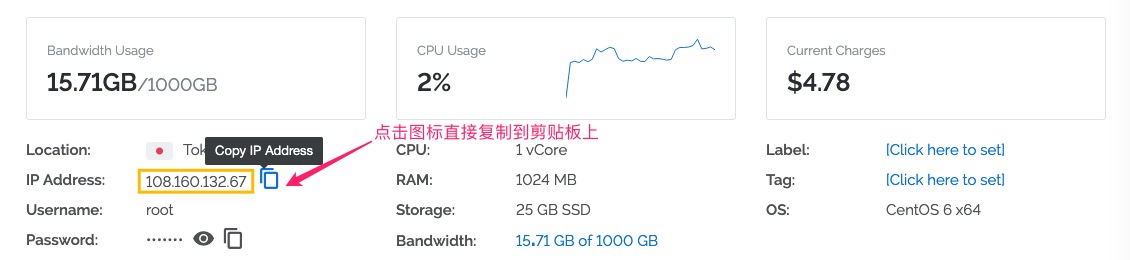 Bandwidth Usage
15.71GB/1000GB
CPU Usage
2%
Current Charges
$4.78
点击图标直接复制到剪贴板上
Copy IP Address
Location:
IP Address: 108.160.132.67
Username: root
Password: ·······
CPU: 1 vCore
RAM: 1024 MB
Storage: 25 GB SSD
Bandwidth: 15.71 GB of 1000 GB
Label: [Click here to set]
Tag: [Click here to set]
OS: CentOS 6 x64